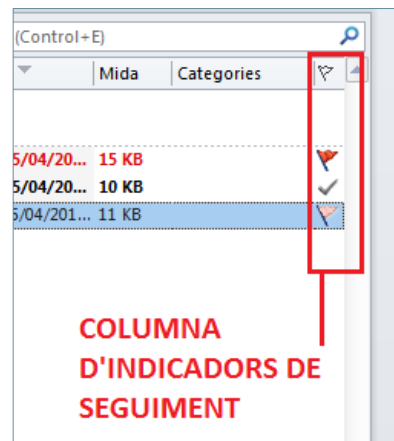 (Control+E)
Mida Categories
5/04/20... 15 KB
5/04/20... 10 KB
5/04/201... 11 KB
COLUMNA
D'INDICADORS DE
SEGUIMENT